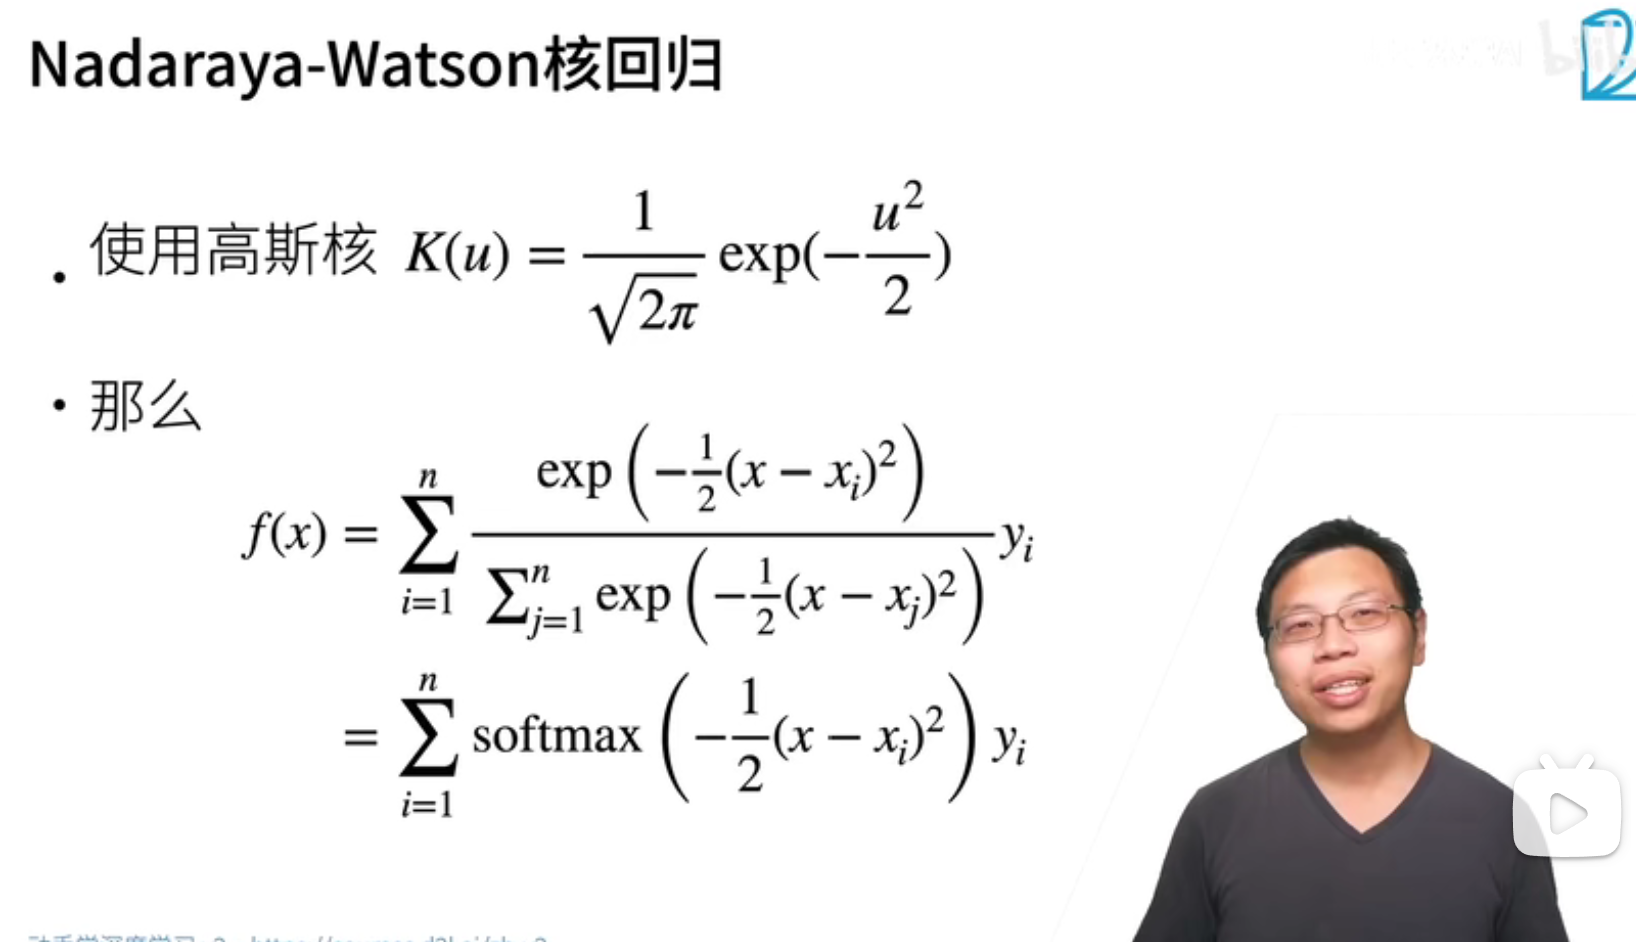 Nadaraya-Watson核回归
• 使用高斯核 K(u) = \frac{1}{\sqrt{2\pi}} \exp(-\frac{u^2}{2})
• 那么
f(x) = \sum_{i=1}^{n} \frac{\exp\left(-\frac{1}{2}(x - x_i)^2\right)}{\sum_{j=1}^{n} \exp\left(-\frac{1}{2}(x - x_j)^2\right)} y_i
= \sum_{i=1}^{n} \text{softmax}\left(-\frac{1}{2}(x - x_i)^2\right) y_i